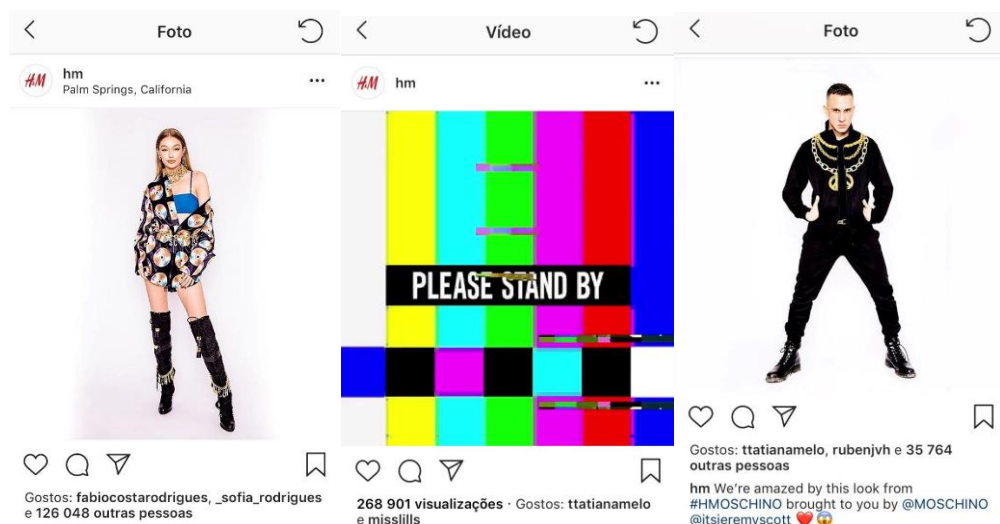 Foto
H&M hm
Palm Springs, California
Gostos: fabiocostarodrigues, _sofia_rodrigues
e 126 048 outras pessoas
Vídeo
H&M hm
PLEASE STAND BY
268 901 visualizações · Gostos: ttatianamelo
e misslills
Foto
Gostos: ttatianamelo, rubenjvh e 35 764
outras pessoas
hm We're amazed by this look from
#HMOSCHINO brought to you by @MOSCHINO
@itsjeremyscott ❤️😱